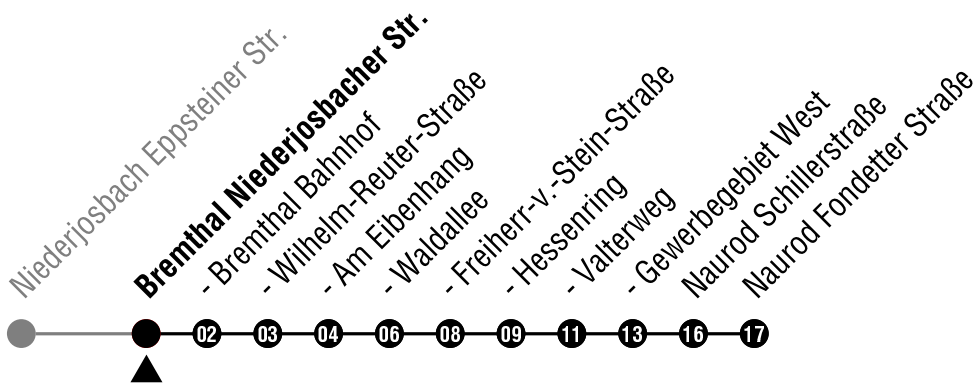 Niederjosbach Eppsteiner Str.
Bremthal Niederjosbacher Str.
- Bremthal Bahnhof
- Wilhelm-Reuter-Straße
- Am Eibenhang
- Waldallee
- Freiherr-v.-Stein-Straße
- Hessenring
- Valterweg
- Gewerbegebiet West
Naurod Schillerstraße
Naurod Fondetter Straße
02 03 04 06 08 09 11 13 16 17